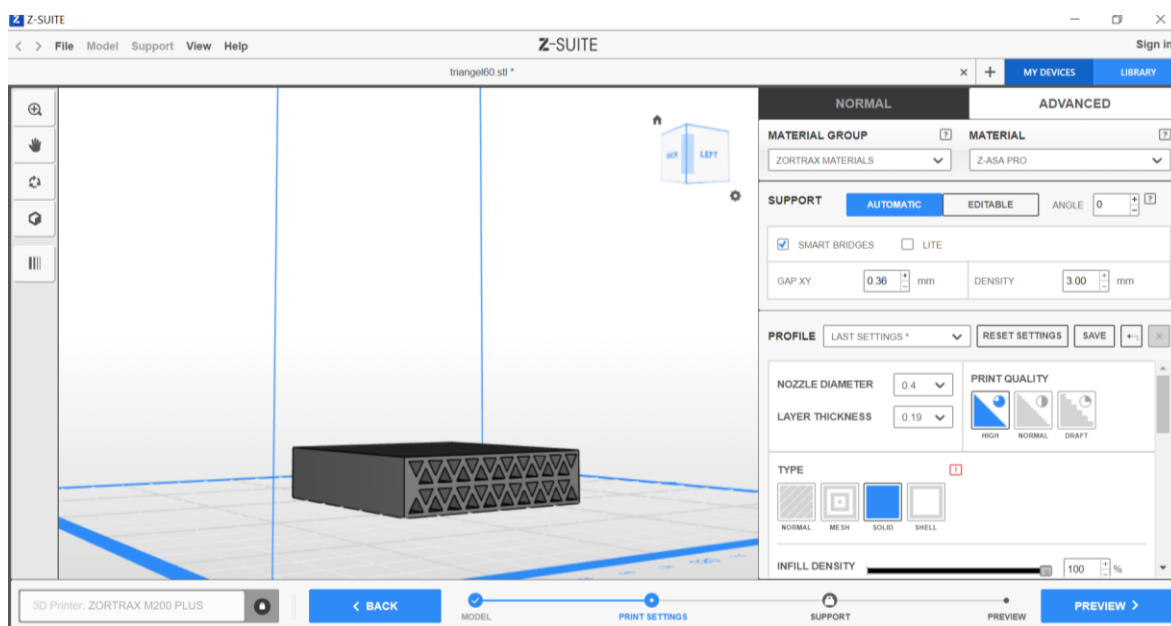 Z-SUITE
File Model Support View Help
Z-SUITE
Sign in
triangel60.stl *
MY DEVICES
LIBRARY
NORMAL
ADVANCED
MATERIAL GROUP ?
MATERIAL ?
ZORTRAX MATERIALS
Z-ASA PRO
LEFT
SUPPORT
AUTOMATIC
EDITABLE
ANGLE 0 ?
SMART BRIDGES
LITE
GAP XY 0.36 mm
DENSITY 3.00 mm
PROFILE
LAST SETTINGS *
RESET SETTINGS
SAVE
NOZZLE DIAMETER 0.4
LAYER THICKNESS 0.19
PRINT QUALITY
HIGH NORMAL DRAFT
TYPE
NORMAL MESH SOLID SHELL
INFILL DENSITY 100 %
3D Printer: ZORTRAX M200 PLUS
BACK
MODEL
PRINT SETTINGS
SUPPORT
PREVIEW
PREVIEW